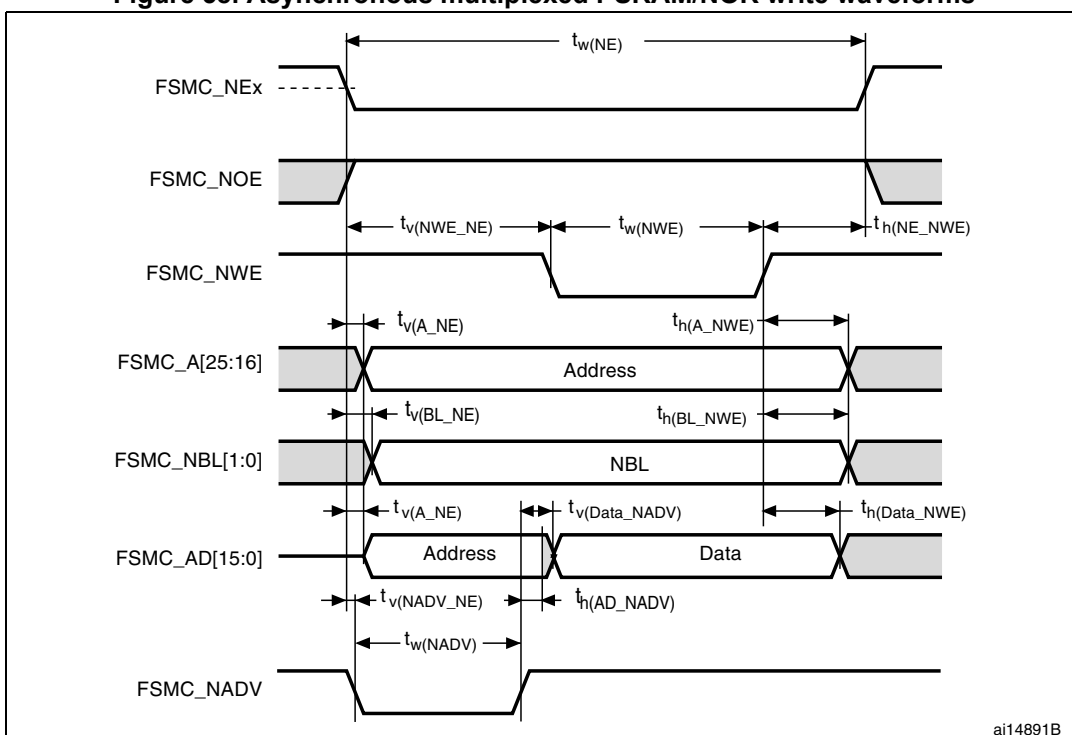 Figure Asynchronous multiplexed PSRAM/NOR write waveforms
tw(NE)
FSMC_NEx
FSMC_NOE
tv(NWE_NE) tw(NWE) th(NE_NWE)
FSMC_NWE
tv(A_NE) th(A_NWE)
FSMC_A[25:16] Address
tv(BL_NE) th(BL_NWE)
FSMC_NBL[1:0] NBL
tv(A_NE) tv(Data_NADV) th(Data_NWE)
FSMC_AD[15:0] Address Data
tv(NADV_NE) th(AD_NADV)
tw(NADV)
FSMC_NADV
ai14891B